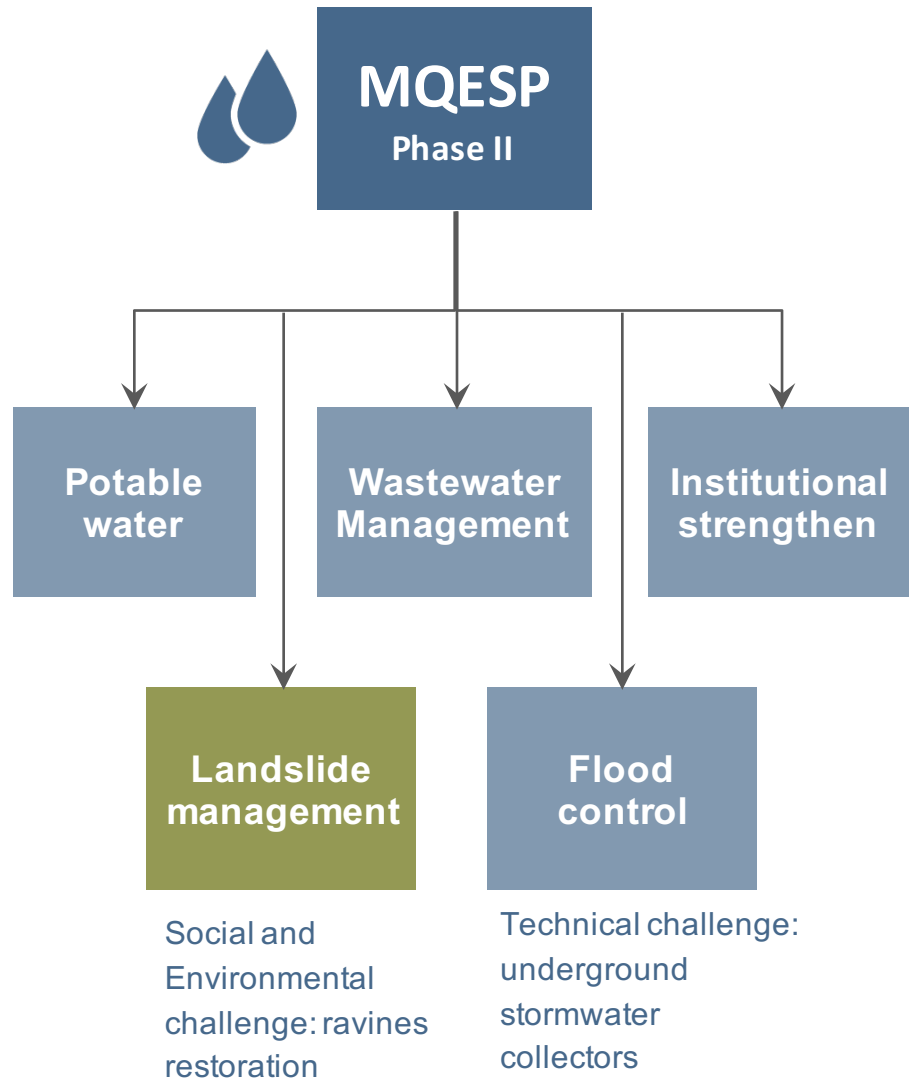 MQESP
Phase II
Potable
water
Wastewater
Management
Institutional
strengthen
Landslide
management
Flood
control
Social and
Environmental
challenge: ravines
restoration
Technical challenge:
underground
stormwater
collectors